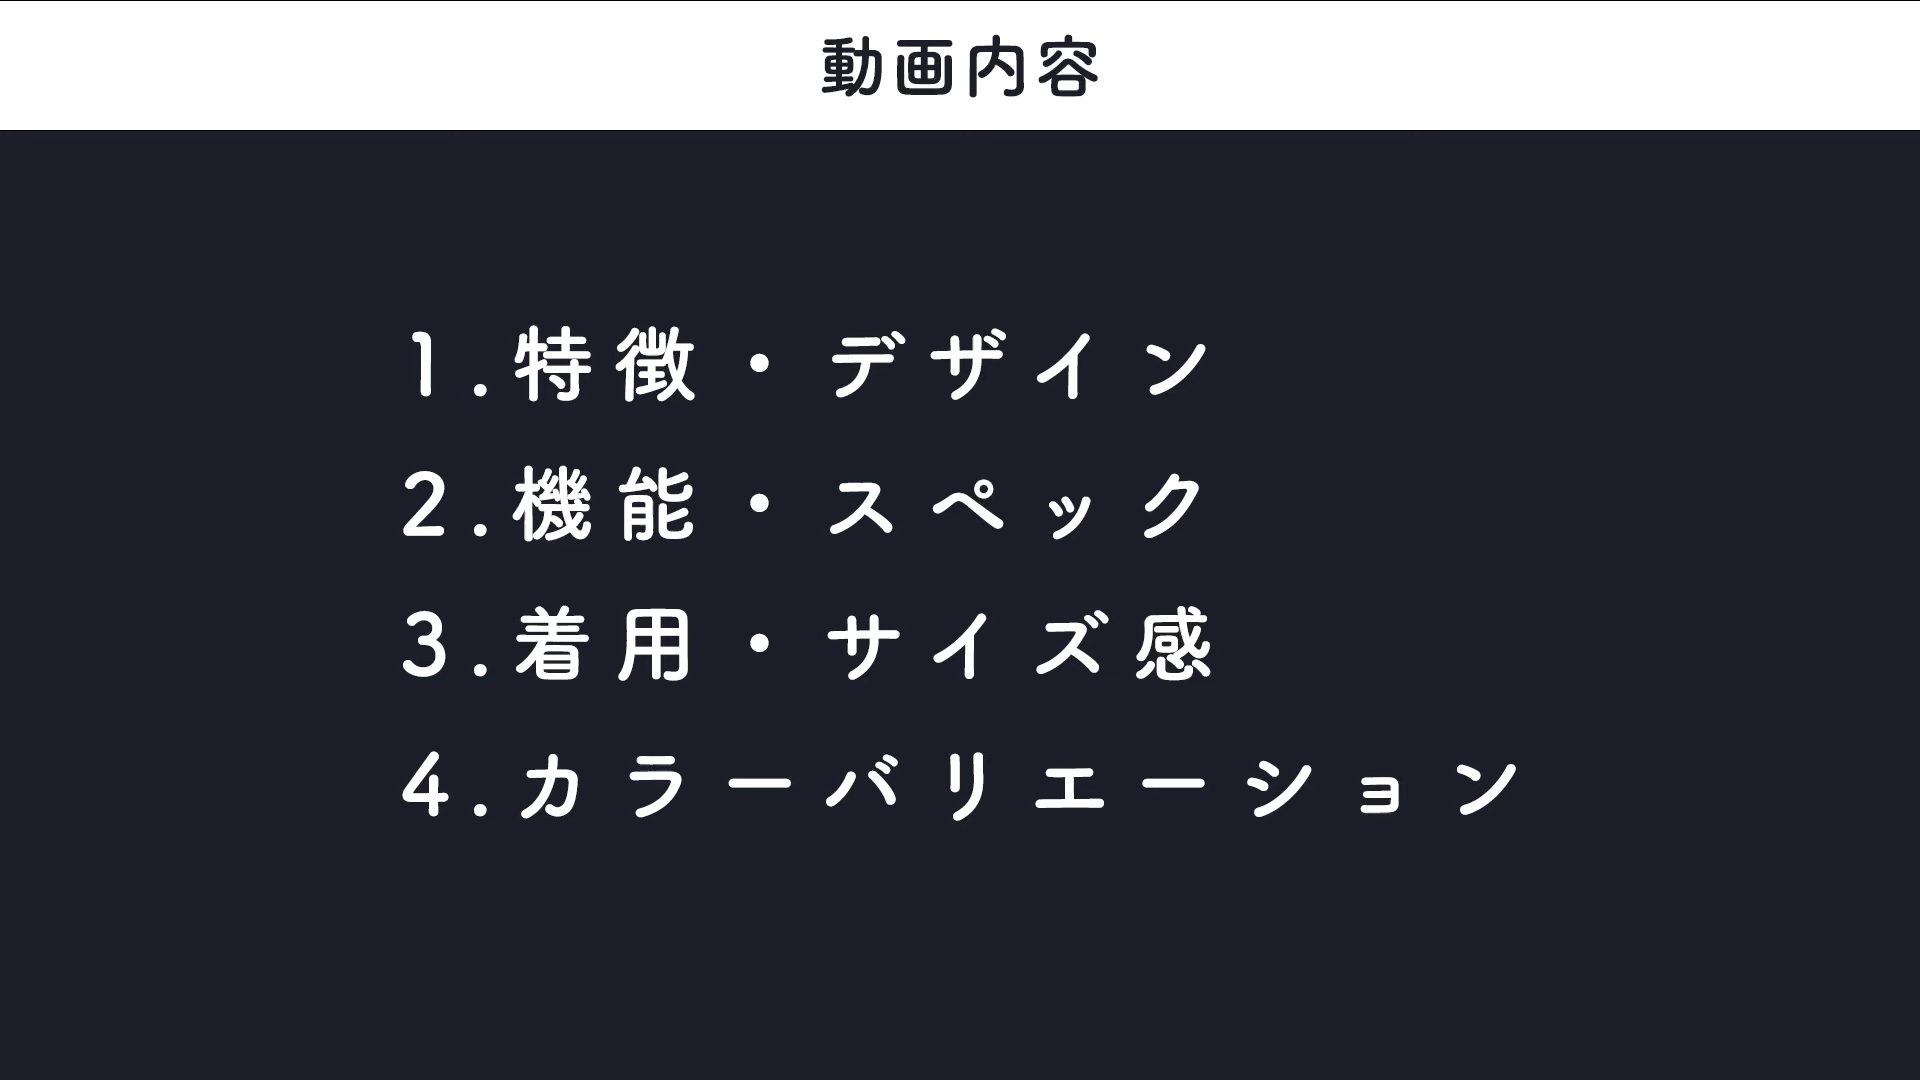 動画内容
1.特徴・デザイン
2.機能・スペック
3.着用・サイズ感
4.カラーバリエーション